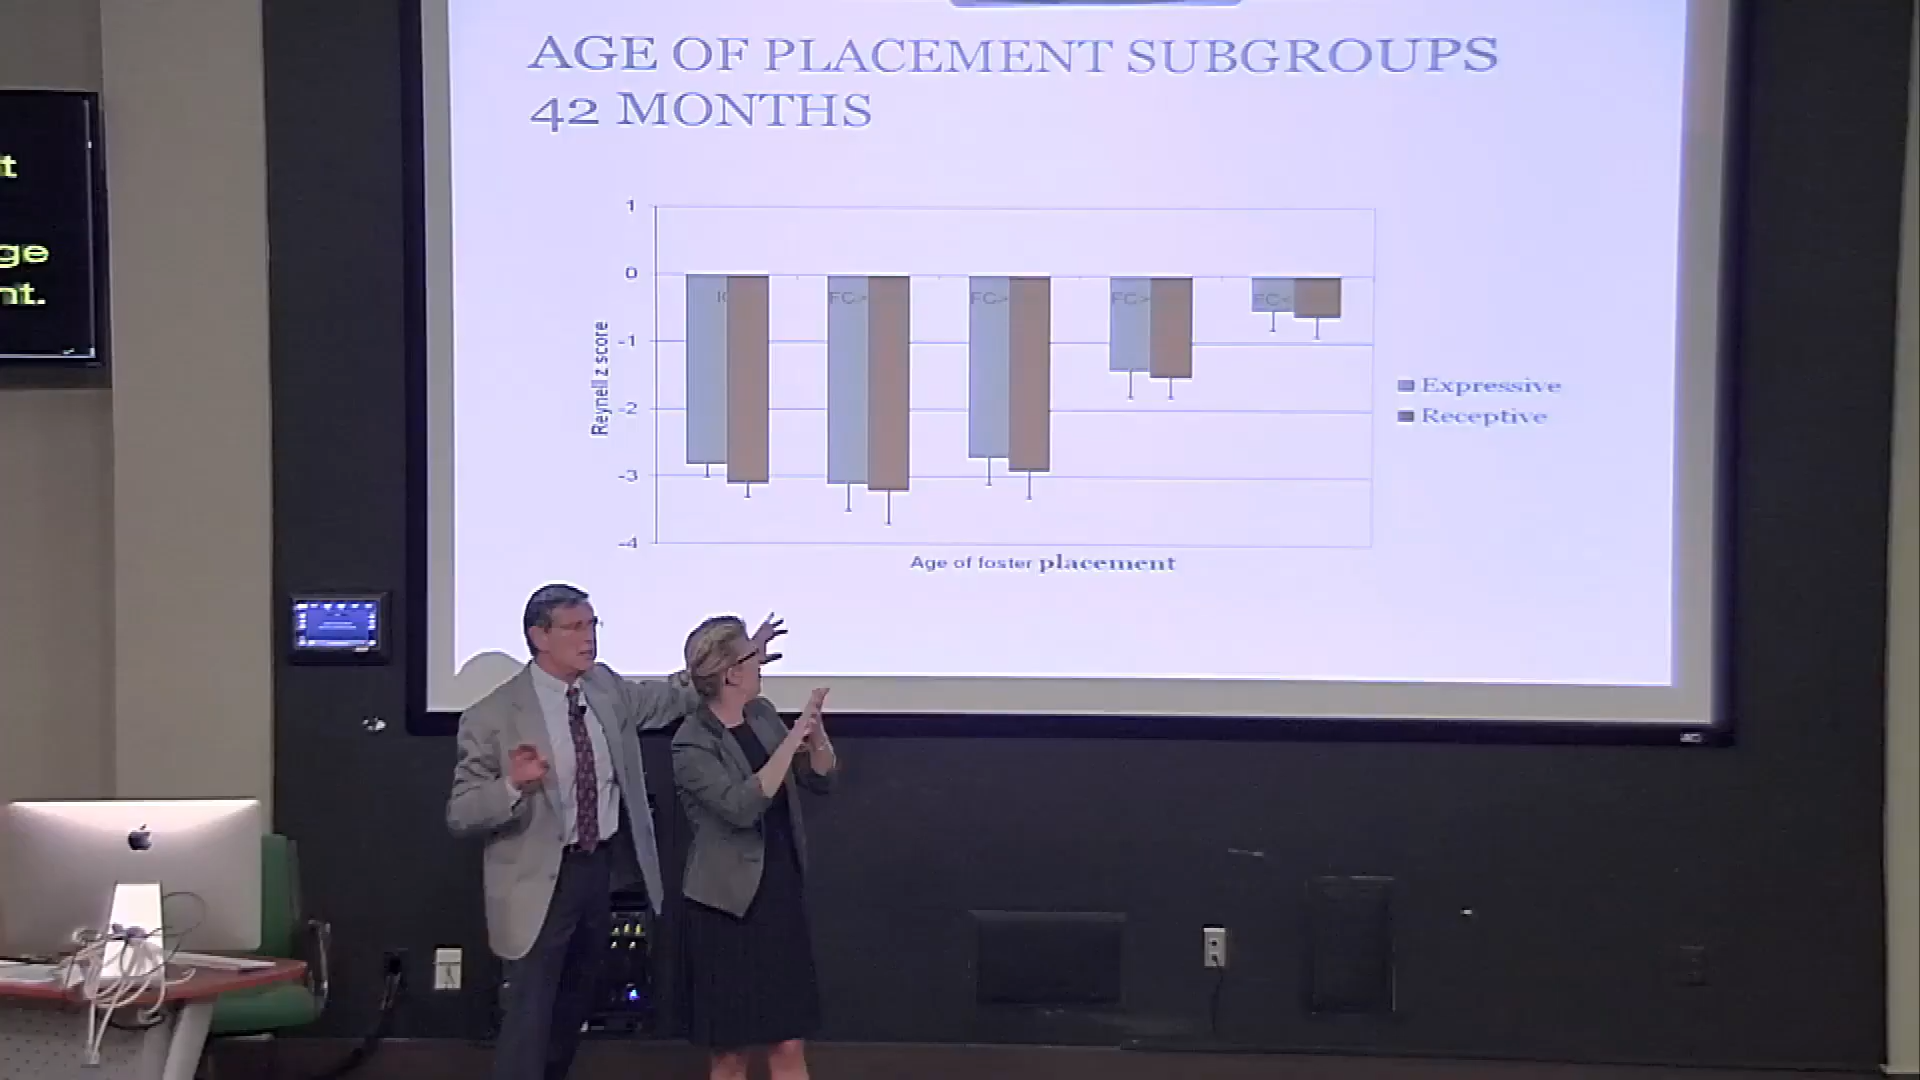 AGE OF PLACEMENT SUBGROUPS
42 MONTHS
1
0
-1
-2
-3
-4
Reynell z score
FC>
FC>
FC>
FC<
Expressive
Receptive
Age of foster placement
t
ge
nt.